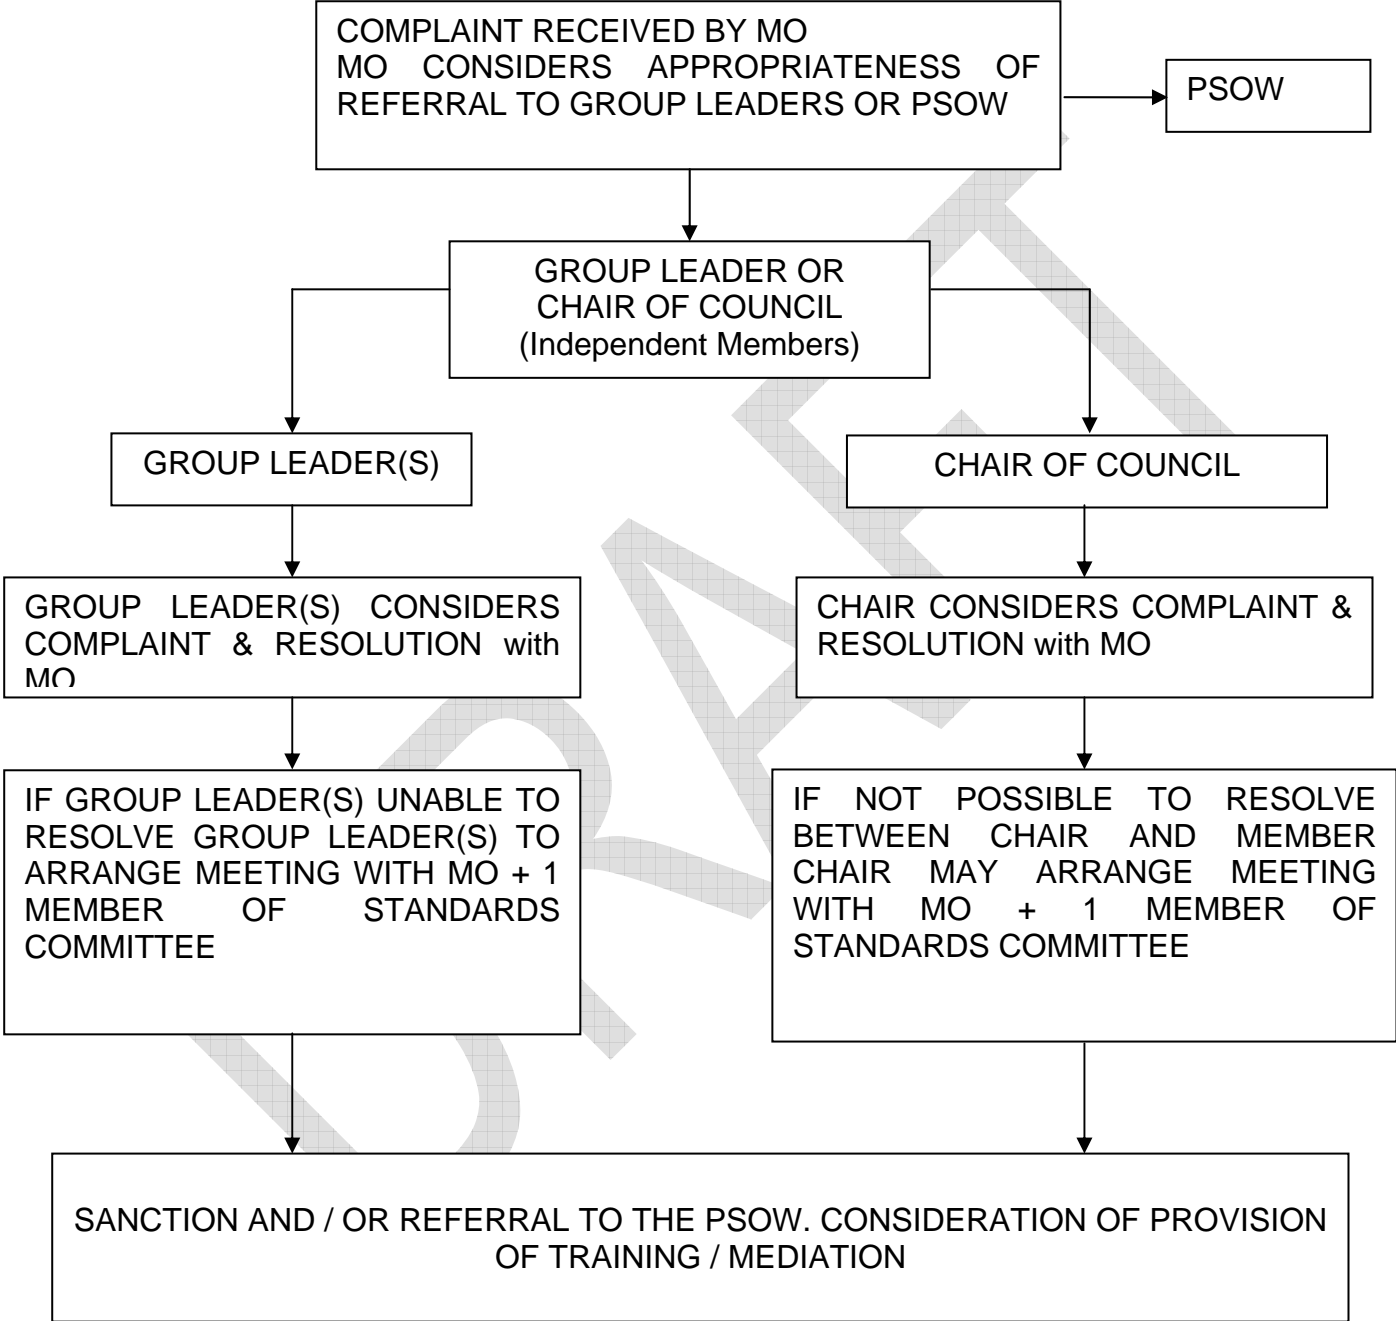 COMPLAINT RECEIVED BY MO
MO CONSIDERS APPROPRIATENESS OF
REFERRAL TO GROUP LEADERS OR PSOW
PSOW
GROUP LEADER OR
CHAIR OF COUNCIL
(Independent Members)
GROUP LEADER(S)
CHAIR OF COUNCIL
GROUP LEADER(S) CONSIDERS
COMPLAINT & RESOLUTION with
MO
CHAIR CONSIDERS COMPLAINT &
RESOLUTION with MO
IF GROUP LEADER(S) UNABLE TO
RESOLVE GROUP LEADER(S) TO
ARRANGE MEETING WITH MO + 1
MEMBER OF STANDARDS
COMMITTEE
IF NOT POSSIBLE TO RESOLVE
BETWEEN CHAIR AND MEMBER
CHAIR MAY ARRANGE MEETING
WITH MO + 1 MEMBER OF
STANDARDS COMMITTEE
SANCTION AND / OR REFERRAL TO THE PSOW. CONSIDERATION OF PROVISION
OF TRAINING / MEDIATION
DRAFT